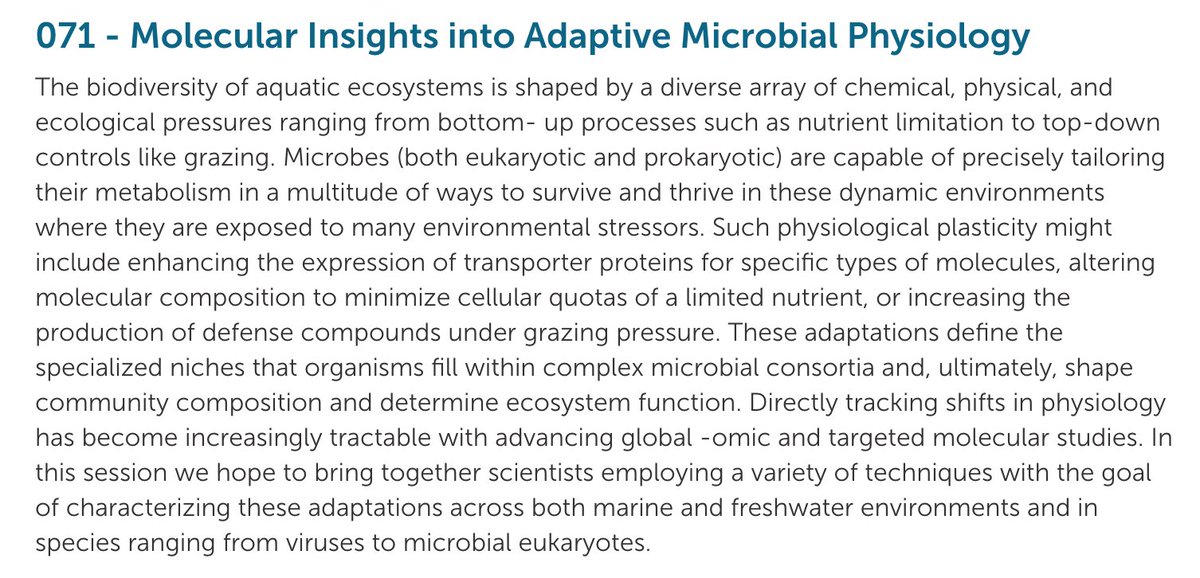 071 - Molecular Insights into Adaptive Microbial Physiology
The biodiversity of aquatic ecosystems is shaped by a diverse array of chemical, physical, and
ecological pressures ranging from bottom- up processes such as nutrient limitation to top-down
controls like grazing. Microbes (both eukaryotic and prokaryotic) are capable of precisely tailoring
their metabolism in a multitude of ways to survive and thrive in these dynamic environments
where they are exposed to many environmental stressors. Such physiological plasticity might
include enhancing the expression of transporter proteins for specific types of molecules, altering
molecular composition to minimize cellular quotas of a limited nutrient, or increasing the
production of defense compounds under grazing pressure. These adaptations define the
specialized niches that organisms fill within complex microbial consortia and, ultimately, shape
community composition and determine ecosystem function. Directly tracking shifts in physiology
has become increasingly tractable with advancing global -omic and targeted molecular studies. In
this session we hope to bring together scientists employing a variety of techniques with the goal
of characterizing these adaptations across both marine and freshwater environments and in
species ranging from viruses to microbial eukaryotes.